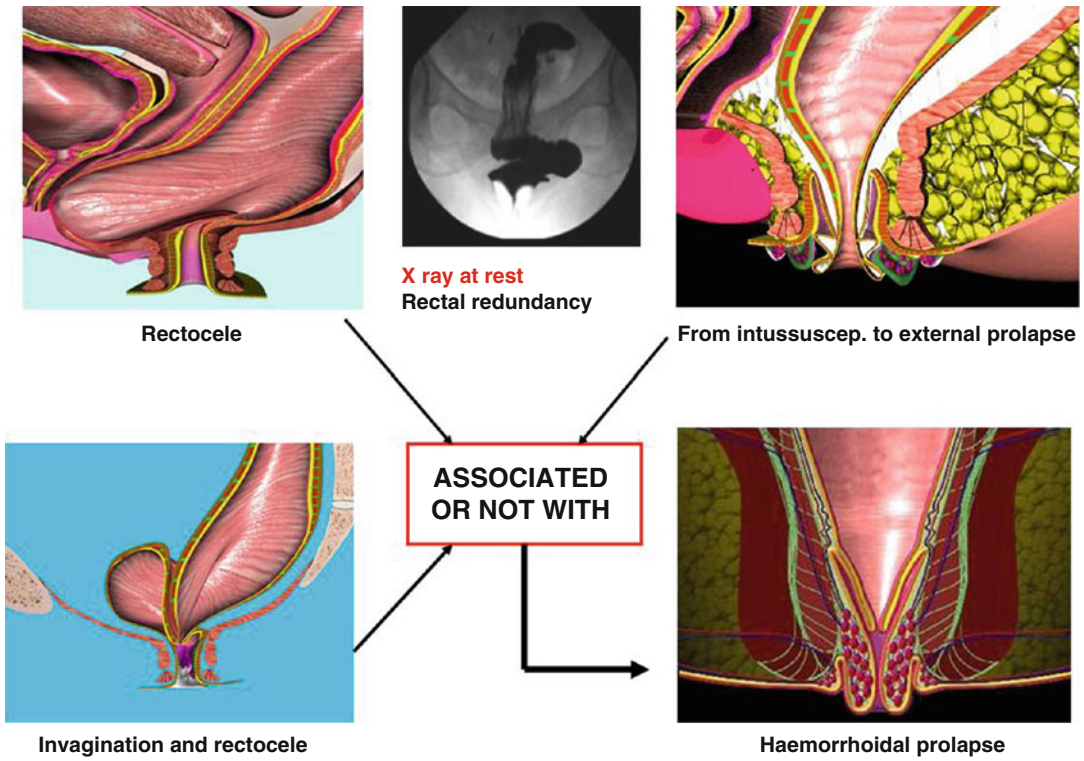 X ray at rest
Rectal redundancy
Rectocele
From intussuscep. to external prolapse
ASSOCIATED
OR NOT WITH
Invagination and rectocele
Haemorrhoidal prolapse